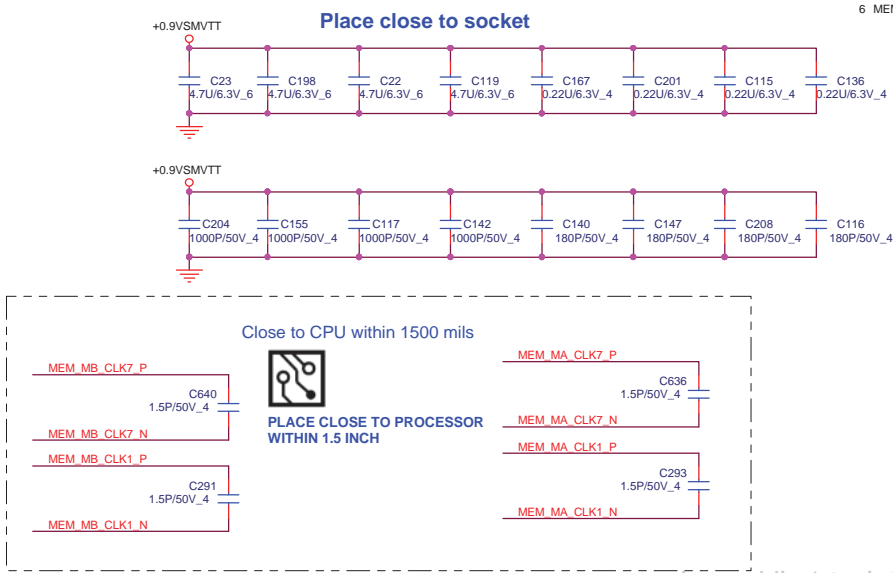 6 MEM
+0.9VSMVTT
Place close to socket
C23 C198 C22 C119 C167 C201 C115 C136
4.7U/6.3V_6 4.7U/6.3V_6 4.7U/6.3V_6 4.7U/6.3V_6 0.22U/6.3V_4 0.22U/6.3V_4 0.22U/6.3V_4 0.22U/6.3V_4
+0.9VSMVTT
C204 C155 C117 C142 C140 C147 C208 C116
1000P/50V_4 1000P/50V_4 1000P/50V_4 1000P/50V_4 180P/50V_4 180P/50V_4 180P/50V_4 180P/50V_4
Close to CPU within 1500 mils
MEM_MB_CLK7_P
C640
1.5P/50V_4
MEM_MB_CLK7_N
MEM_MB_CLK1_P
C291
1.5P/50V_4
MEM_MB_CLK1_N
PLACE CLOSE TO PROCESSOR
WITHIN 1.5 INCH
MEM_MA_CLK7_P
C636
1.5P/50V_4
MEM_MA_CLK7_N
MEM_MA_CLK1_P
C293
1.5P/50V_4
MEM_MA_CLK1_N